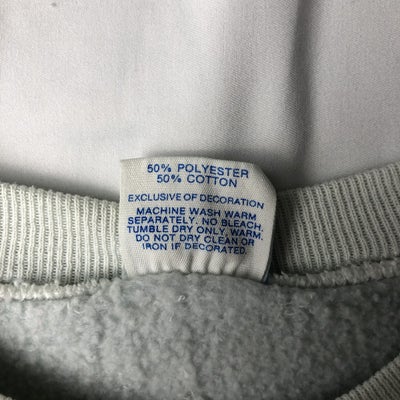 50% POLYESTER
50% COTTON
EXCLUSIVE OF DECORATION
MACHINE WASH WARM
SEPARATELY. NO BLEACH.
TUMBLE DRY ONLY, WARM.
DO NOT DRY CLEAN OR
IRON IF DECORATED.